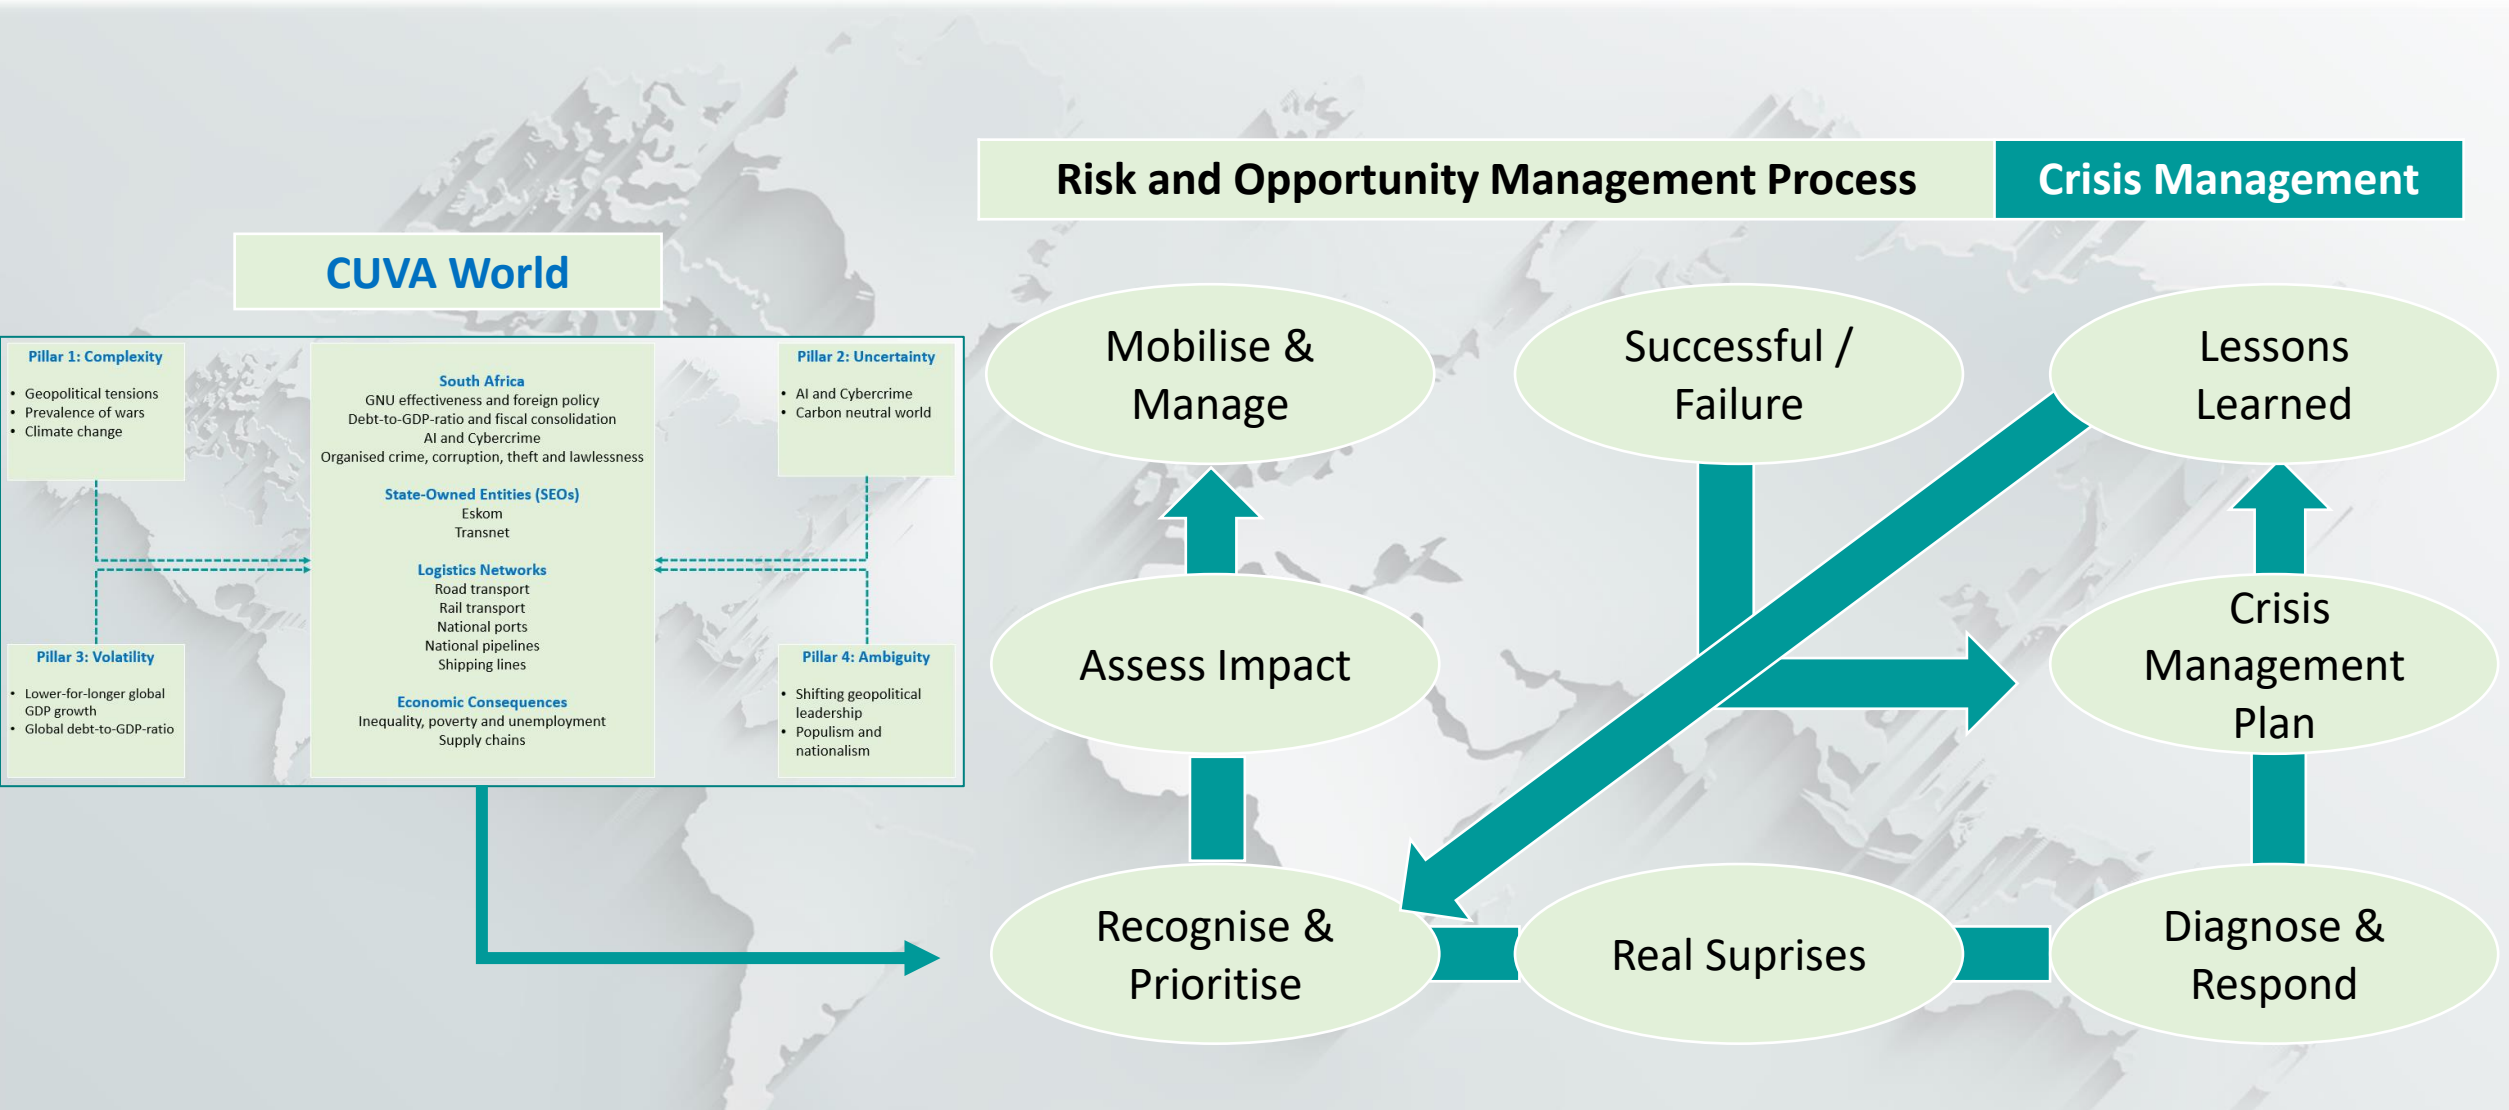 Risk and Opportunity Management Process
Crisis Management
CUVA World
Pillar 1: Complexity
• Geopolitical tensions
• Prevalence of wars
• Climate change
South Africa
GNU effectiveness and foreign policy
Debt-to-GDP-ratio and fiscal consolidation
AI and Cybercrime
Organised crime, corruption, theft and lawlessness
State-Owned Entities (SEOs)
Eskom
Transnet
Logistics Networks
Road transport
Rail transport
National ports
National pipelines
Shipping lines
Economic Consequences
Inequality, poverty and unemployment
Supply chains
Pillar 2: Uncertainty
• AI and Cybercrime
• Carbon neutral world
Pillar 3: Volatility
• Lower-for-longer global
GDP growth
• Global debt-to-GDP-ratio
Pillar 4: Ambiguity
• Shifting geopolitical
leadership
• Populism and
nationalism
Mobilise &
Manage
Successful /
Failure
Lessons
Learned
Assess Impact
Crisis
Management
Plan
Recognise &
Prioritise
Real Suprises
Diagnose &
Respond